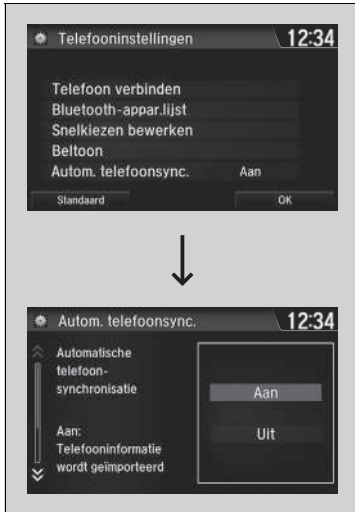 Telefooninstellingen 12:34
Telefoon verbinden
Bluetooth-appar.lijst
Snelkiezen bewerken
Beltoon
Autom. telefoonsync. Aan
Standaard OK
Autom. telefoonsync. 12:34
Automatische
telefoon-
synchronisatie
Aan:
Telefooninformatie
wordt geïmporteerd
Aan
Uit